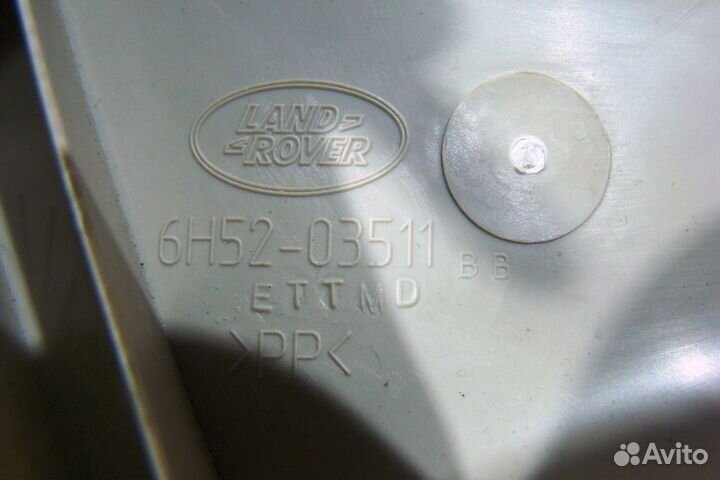 LAND
ROVER
6H52-03511 BB
ETTMD
>PP<
Avito